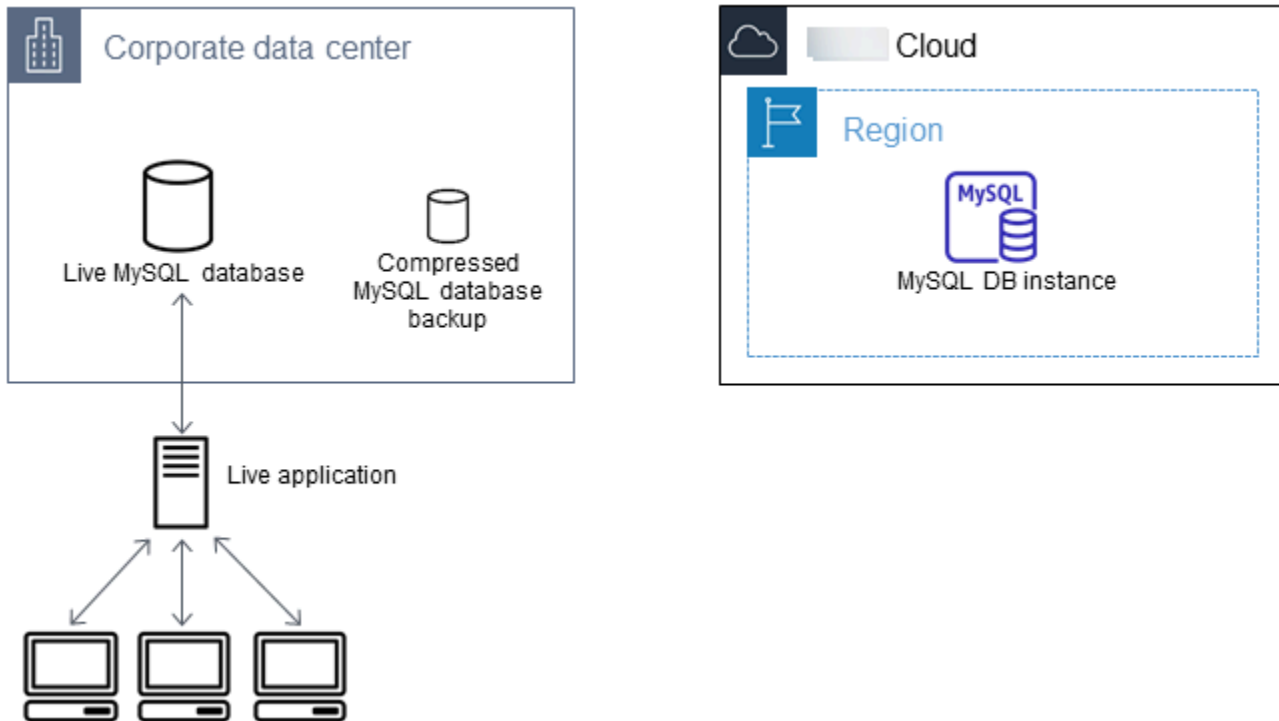 Corporate data center
Cloud
Region
MySQL
Live MySQL database
Compressed
MySQL database
backup
MySQL DB instance
Live application